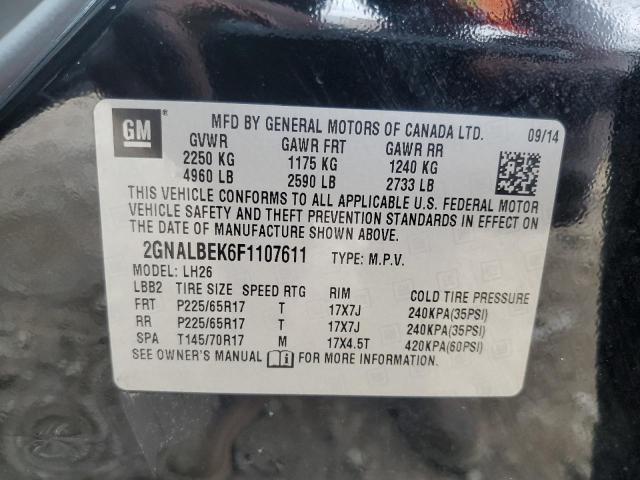 GM ® MFD BY GENERAL MOTORS OF CANADA LTD. 09/14
GVWR GAWR FRT GAWR RR
2250 KG 1175 KG 1240 KG
4960 LB 2590 LB 2733 LB
THIS VEHICLE CONFORMS TO ALL APPLICABLE U.S. FEDERAL MOTOR
VEHICLE SAFETY AND THEFT PREVENTION STANDARDS IN EFFECT ON
THE DATE OF MANUFACTURE SHOWN ABOVE.
2GNALBEK6F1107611 TYPE: M.P.V.
MODEL: LH26
LBB2 TIRE SIZE SPEED RTG RIM COLD TIRE PRESSURE
FRT P225/65R17 T 17X7J 240KPA(35PSI)
RR P225/65R17 T 17X7J 240KPA(35PSI)
SPA T145/70R17 M 17X4.5T 420KPA(60PSI)
SEE OWNER'S MANUAL FOR MORE INFORMATION.